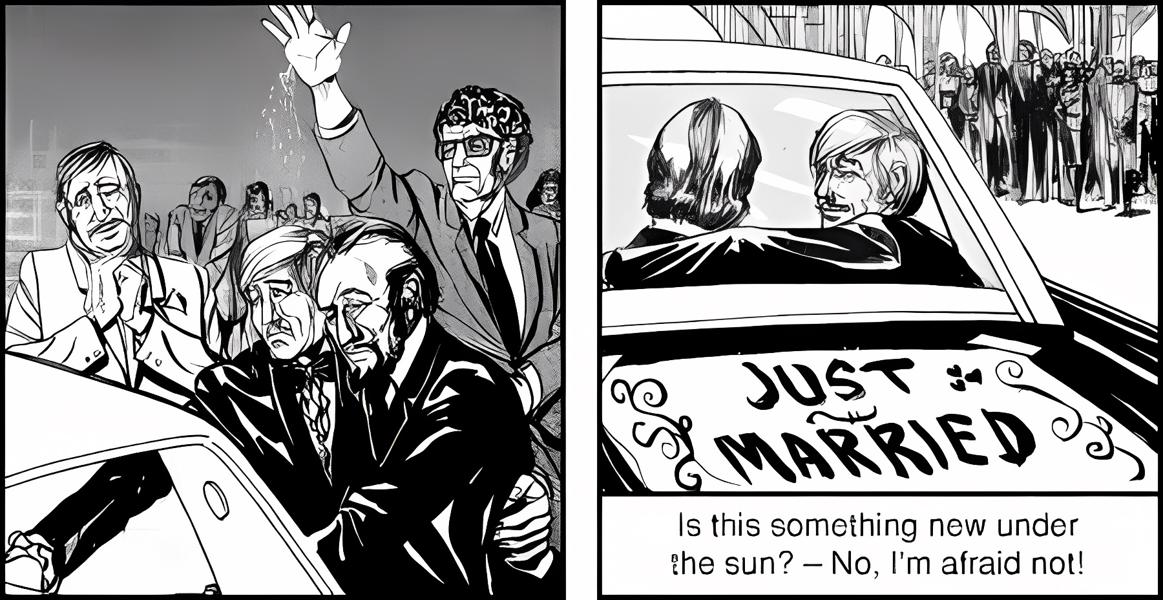 JUST
MARRIED
Is this something new under
the sun? – No, I'm afraid not!